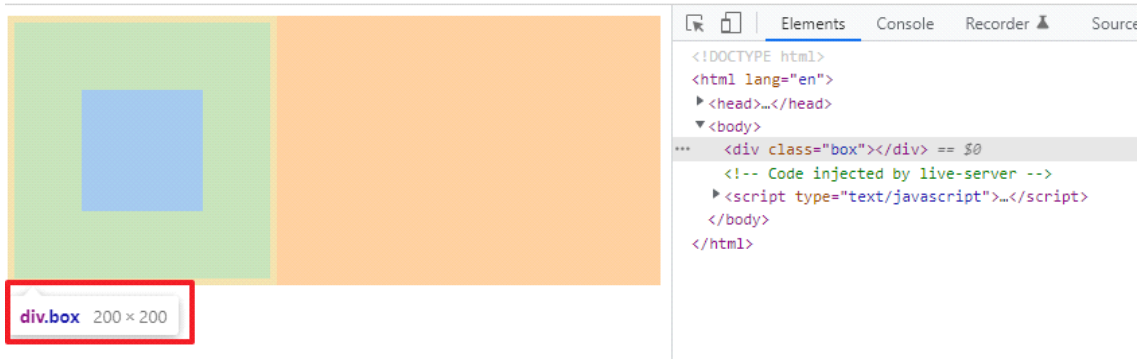 Elements Console Recorder Source
<!DOCTYPE html>
<html lang="en">
<head>…</head>
<body>
<div class="box"></div> == $0
<!-- Code injected by live-server -->
<script type="text/javascript">…</script>
</body>
</html>
div.box 200 × 200